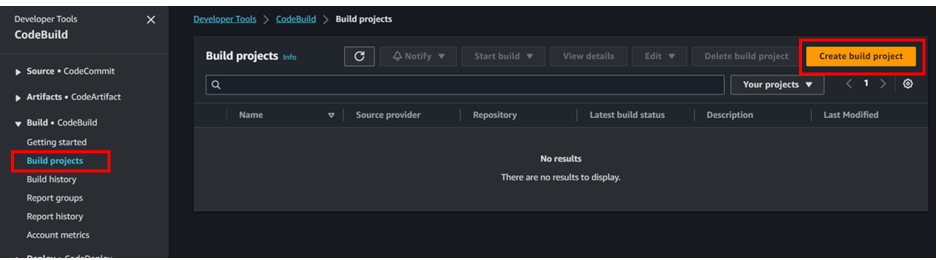 Developer Tools
CodeBuild
Source • CodeCommit
Artifacts • CodeArtifact
Build • CodeBuild
Getting started
Build projects
Build history
Report groups
Report history
Account metrics
Deploy • CodeDeploy
Developer Tools > CodeBuild > Build projects
Build projects Info
Notify
Start build
View details
Edit
Delete build project
Create build project
Your projects
1
Name
Source provider
Repository
Latest build status
Description
Last Modified
No results
There are no results to display.